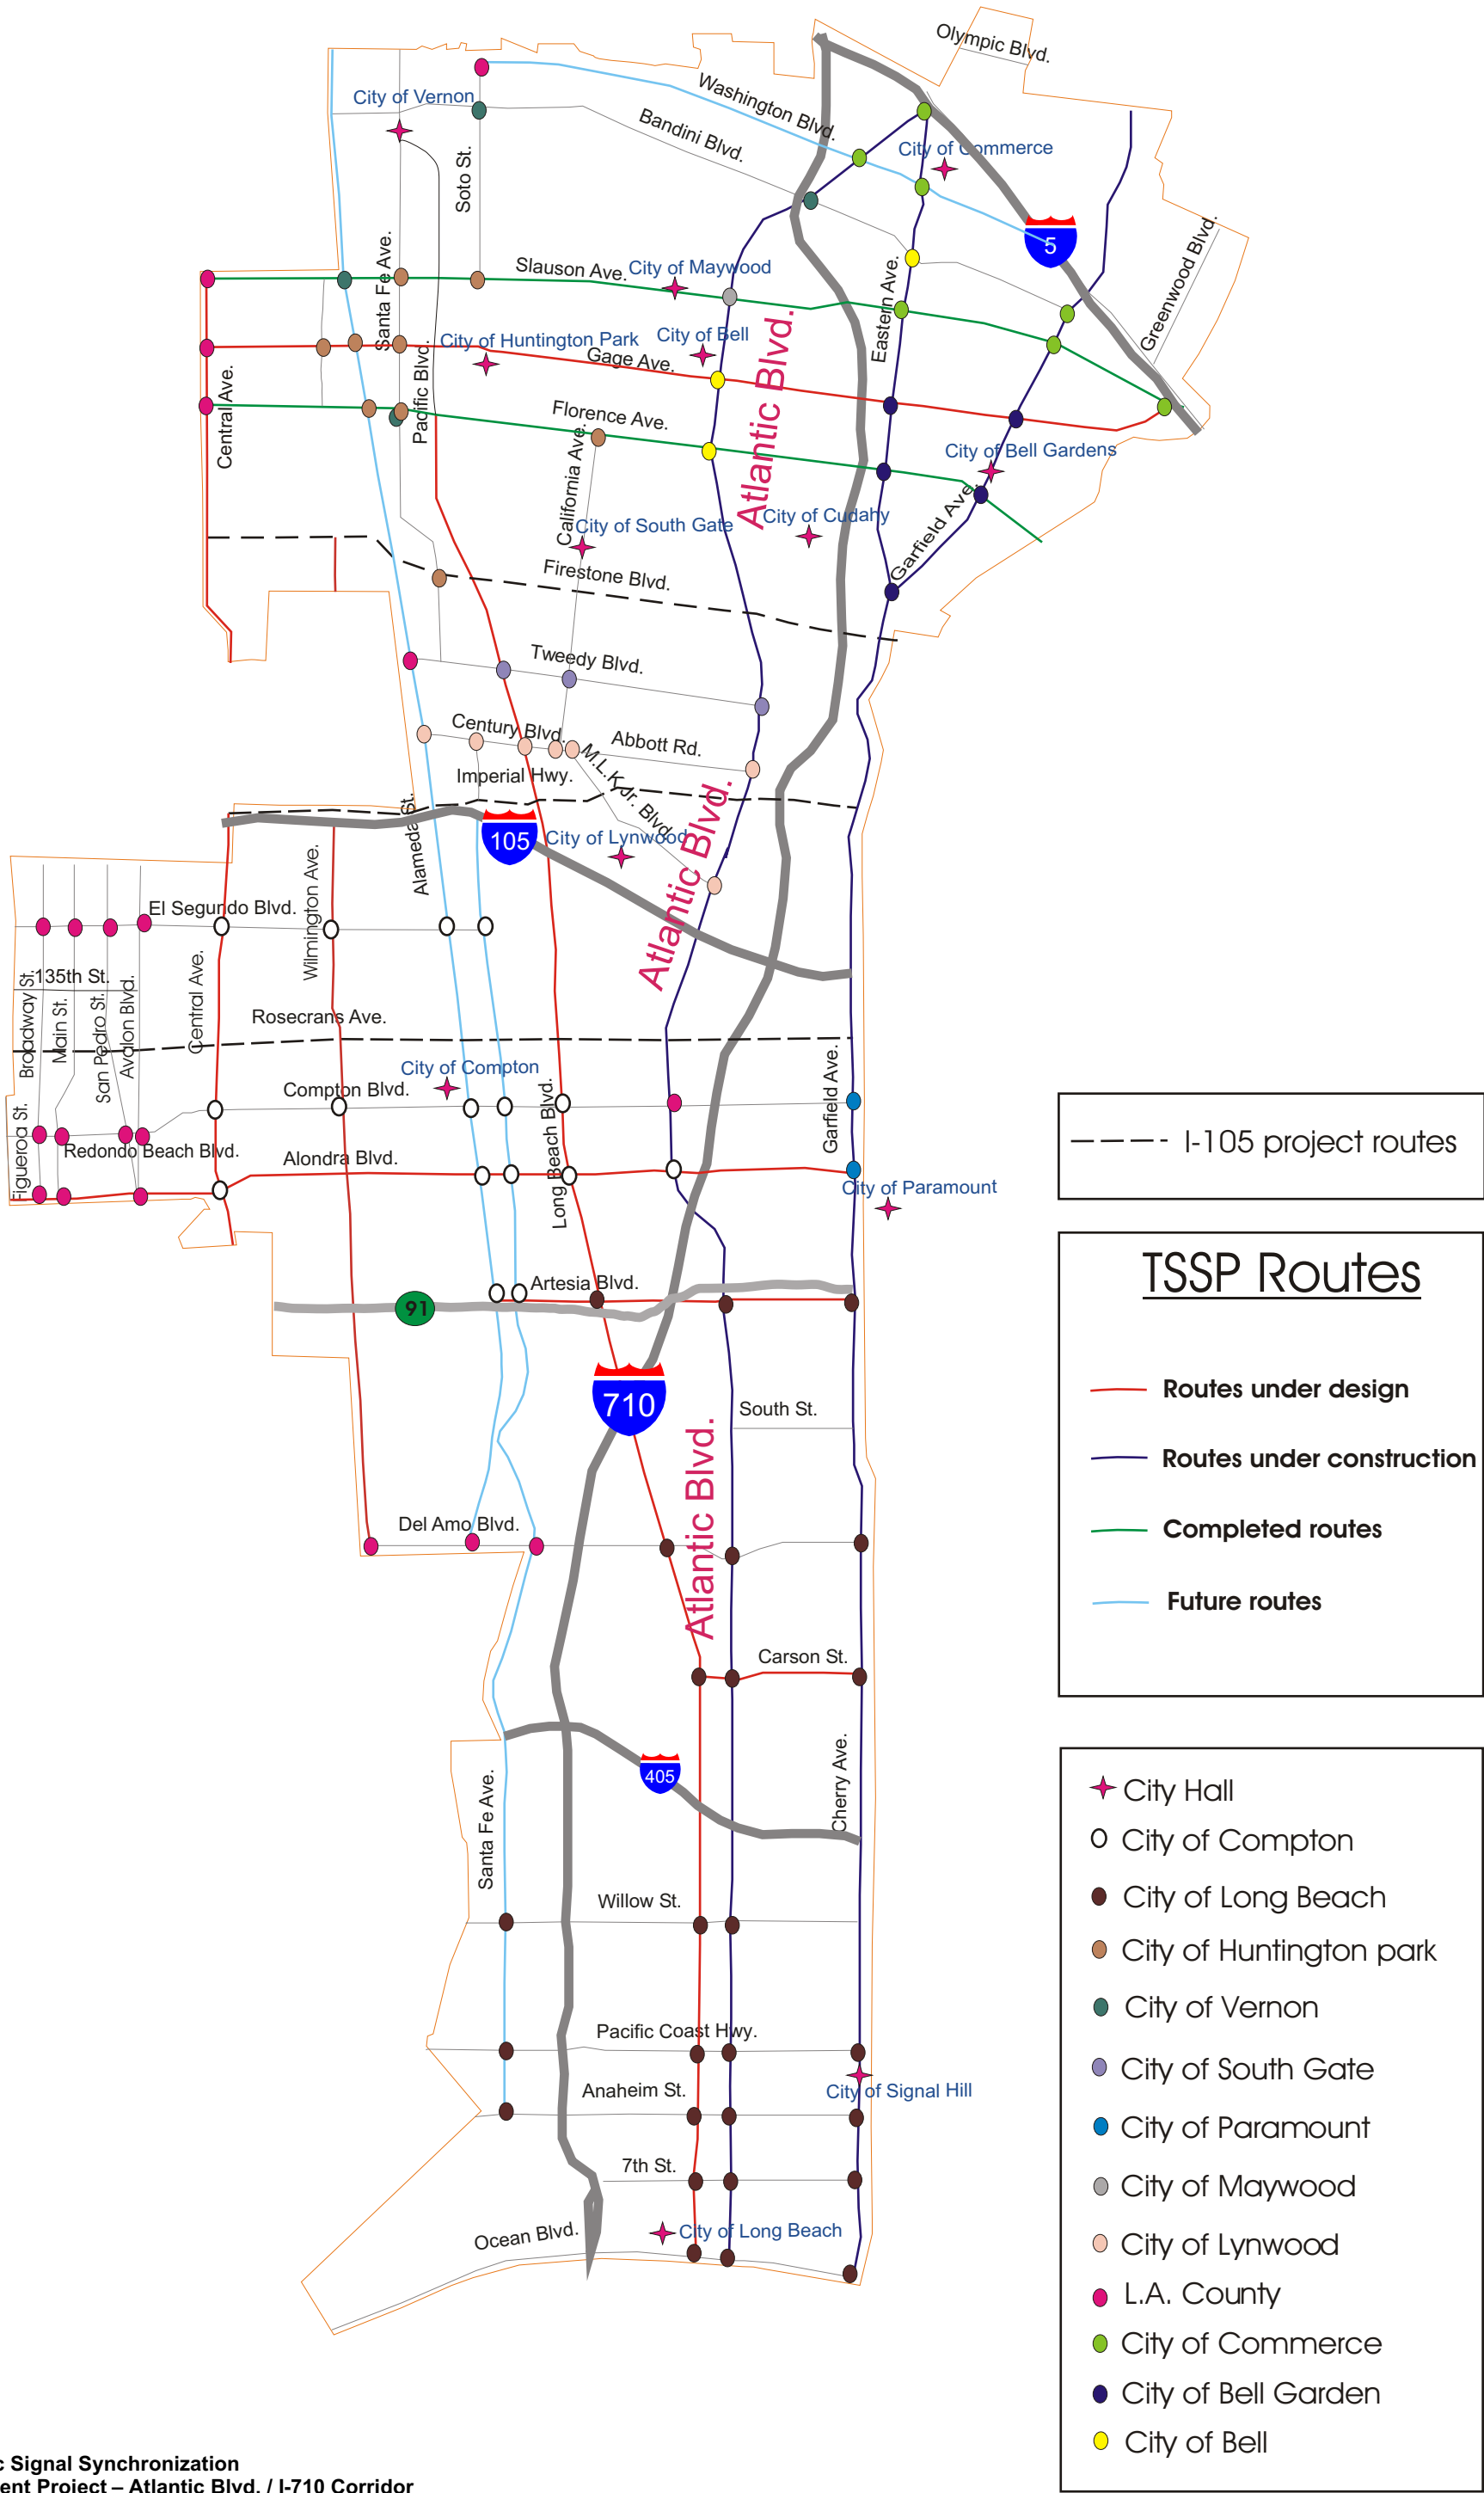 Olympic Blvd.
Washington Blvd.
City of Vernon
Bandini Blvd.
City of Commerce
Soto St.
5
Greenwood Blvd.
Santa Fe Ave.
Slauson Ave.
City of Maywood
Eastern Ave.
City of Huntington Park
City of Bell
Gage Ave.
Atlantic Blvd.
Pacific Blvd.
Central Ave.
Florence Ave.
California Ave.
City of Bell Gardens
City of South Gate
City of Cudahy
Garfield Ave.
Firestone Blvd.
Tweedy Blvd.
Century Blvd.
Abbott Rd.
M.L.K Jr. Blvd.
Imperial Hwy.
Atlantic Blvd.
Alameda St.
105
City of Lynwood
Wilmington Ave.
El Segundo Blvd.
135th St.
Broadway St.
Main St.
San Pedro St.
Avalon Blvd.
Central Ave.
Rosecrans Ave.
City of Compton
Compton Blvd.
Long Beach Blvd.
Garfield Ave.
Figueroa St.
Redondo Beach Blvd.
Alondra Blvd.
City of Paramount
Artesia Blvd.
91
710
South St.
Atlantic Blvd.
Del Amo Blvd.
Carson St.
405
Cherry Ave.
Santa Fe Ave.
Willow St.
Pacific Coast Hwy.
Anaheim St.
City of Signal Hill
7th St.
Ocean Blvd.
City of Long Beach
I-105 project routes
TSSP Routes
Routes under design
Routes under construction
Completed routes
Future routes
City Hall
City of Compton
City of Long Beach
City of Huntington park
City of Vernon
City of South Gate
City of Paramount
City of Maywood
City of Lynwood
L.A. County
City of Commerce
City of Bell Garden
City of Bell
c Signal Synchronization
ent Project – Atlantic Blvd. / I-710 Corridor